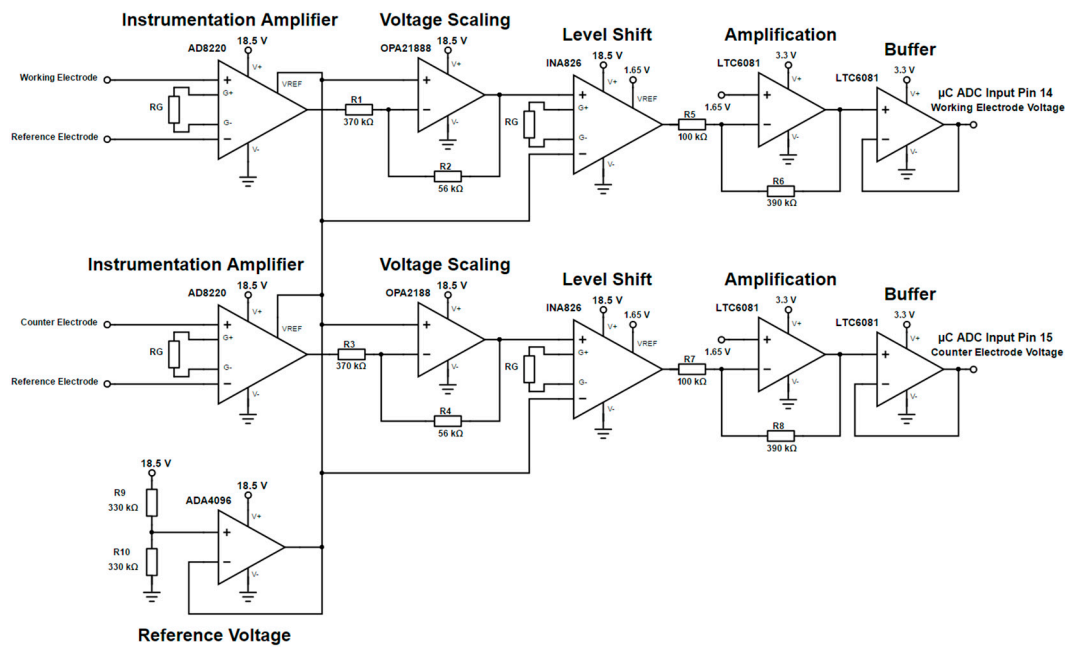 Instrumentation Amplifier
Voltage Scaling
Level Shift
Amplification
Buffer
AD8220
18.5 V
OPA21888
18.5 V
INA826
18.5 V
1.65 V
LTC6081
3.3 V
LTC6081
3.3 V
Working Electrode
Reference Electrode
RG
+
G+
G-
−
V+
VREF
V-
R1
370 kΩ
+
−
V+
V-
R2
56 kΩ
RG
+
G+
G-
−
V+
VREF
V-
R5
100 kΩ
1.65 V
+
−
V+
V-
R6
390 kΩ
+
−
V+
V-
µC ADC Input Pin 14
Working Electrode Voltage
Instrumentation Amplifier
Voltage Scaling
Level Shift
Amplification
Buffer
AD8220
18.5 V
OPA2188
18.5 V
INA826
18.5 V
1.65 V
LTC6081
3.3 V
LTC6081
3.3 V
Counter Electrode
Reference Electrode
RG
+
G+
G-
−
V+
VREF
V-
R3
370 kΩ
+
−
V+
V-
R4
56 kΩ
RG
+
G+
G-
−
V+
VREF
V-
R7
100 kΩ
1.65 V
+
−
V+
V-
R8
390 kΩ
+
−
V+
V-
µC ADC Input Pin 15
Counter Electrode Voltage
18.5 V
R9
330 kΩ
R10
330 kΩ
ADA4096
18.5 V
+
−
V+
V-
Reference Voltage